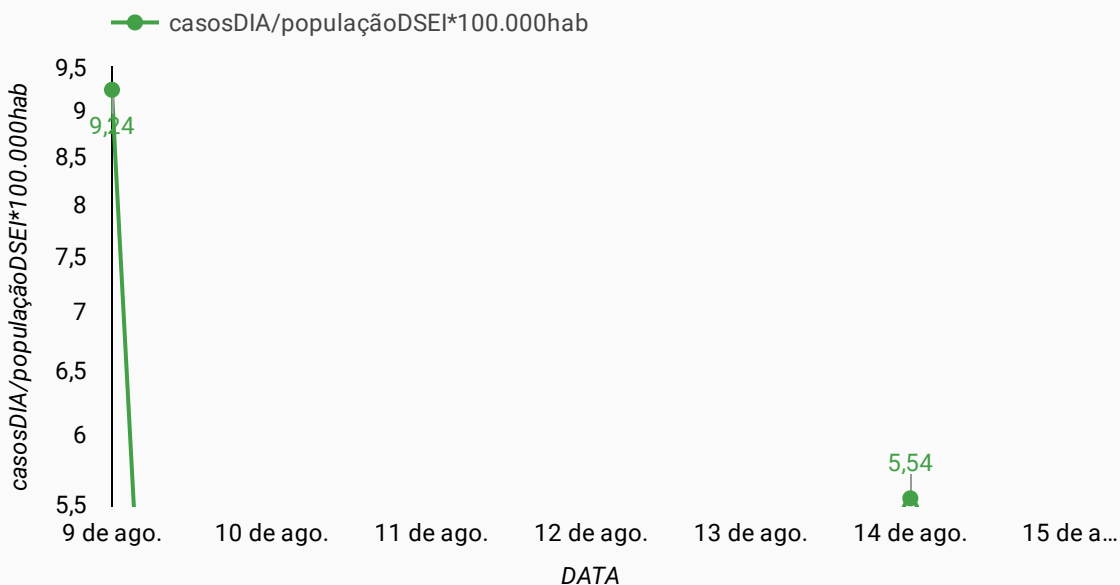 casosDIA/populaçãoDSEI*100.000hab
casosDIA/populaçãoDSEI*100.000hab
9,5
9
8,5
8
7,5
7
6,5
6
5,5
9,24
5,54
9 de ago.
10 de ago.
11 de ago.
12 de ago.
13 de ago.
14 de ago.
15 de a…
DATA